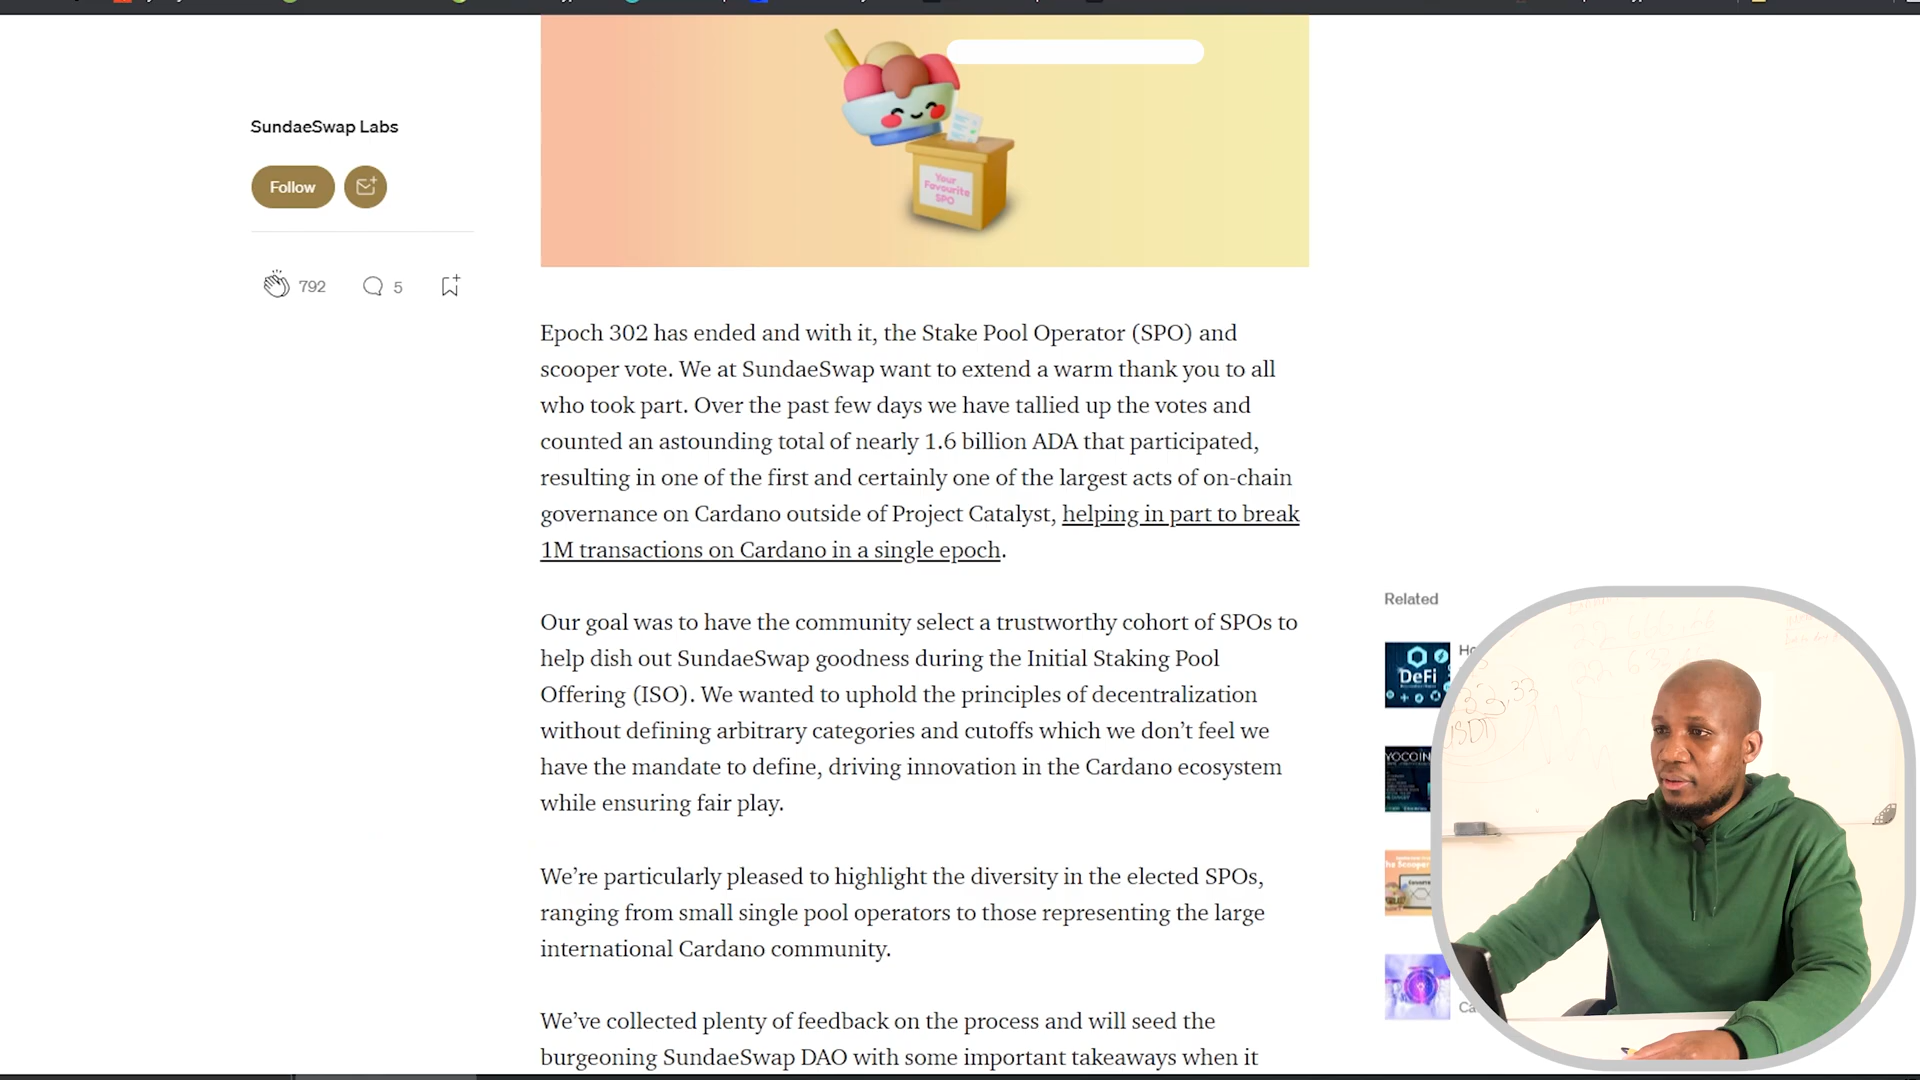 SundaeSwap Labs
Follow
792
5
Your
Favourite
SPO
Epoch 302 has ended and with it, the Stake Pool Operator (SPO) and
scooper vote. We at SundaeSwap want to extend a warm thank you to all
who took part. Over the past few days we have tallied up the votes and
counted an astounding total of nearly 1.6 billion ADA that participated,
resulting in one of the first and certainly one of the largest acts of on-chain
governance on Cardano outside of Project Catalyst, helping in part to break
1M transactions on Cardano in a single epoch.
Our goal was to have the community select a trustworthy cohort of SPOs to
help dish out SundaeSwap goodness during the Initial Staking Pool
Offering (ISO). We wanted to uphold the principles of decentralization
without defining arbitrary categories and cutoffs which we don’t feel we
have the mandate to define, driving innovation in the Cardano ecosystem
while ensuring fair play.
We’re particularly pleased to highlight the diversity in the elected SPOs,
ranging from small single pool operators to those representing the large
international Cardano community.
We’ve collected plenty of feedback on the process and will seed the
burgeoning SundaeSwap DAO with some important takeaways when it
Related
DeFi